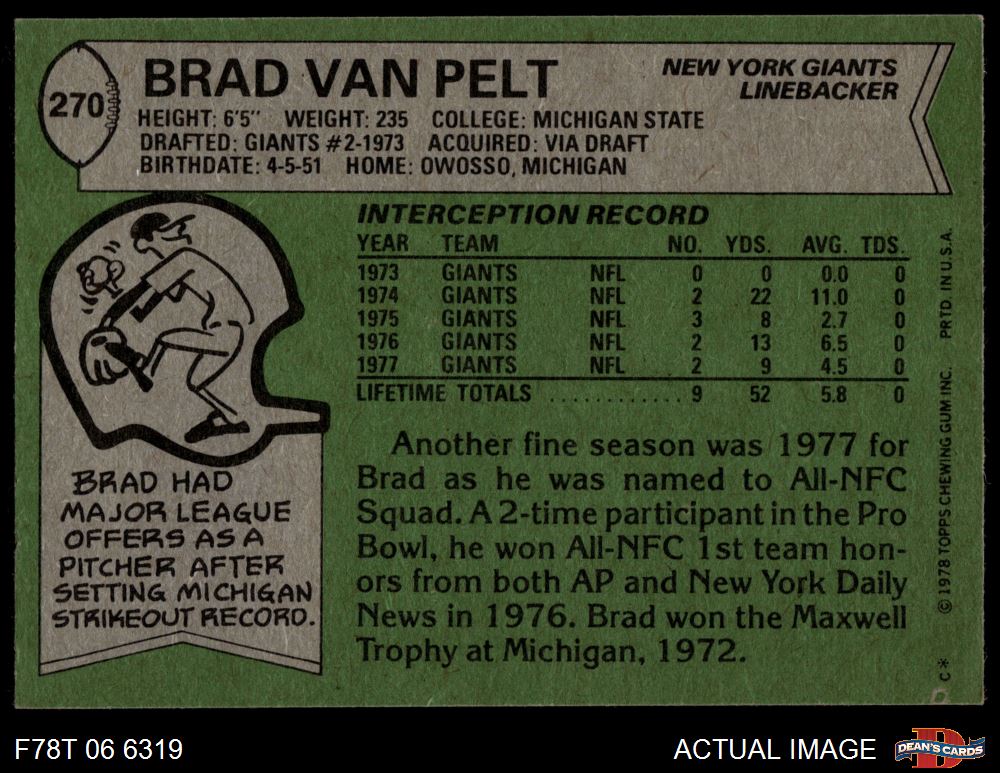 270
BRAD VAN PELT
NEW YORK GIANTS
LINEBACKER
HEIGHT: 6'5" WEIGHT: 235 COLLEGE: MICHIGAN STATE
DRAFTED: GIANTS #2-1973 ACQUIRED: VIA DRAFT
BIRTHDATE: 4-5-51 HOME: OWOSSO, MICHIGAN
INTERCEPTION RECORD
YEAR TEAM NO. YDS. AVG. TDS.
1973 GIANTS NFL 0 0 0.0 0
1974 GIANTS NFL 2 22 11.0 0
1975 GIANTS NFL 3 8 2.7 0
1976 GIANTS NFL 2 13 6.5 0
1977 GIANTS NFL 2 9 4.5 0
LIFETIME TOTALS ............ 9 52 5.8 0
Another fine season was 1977 for
Brad as he was named to All-NFC
Squad. A 2-time participant in the Pro
Bowl, he won All-NFC 1st team hon-
ors from both AP and New York Daily
News in 1976. Brad won the Maxwell
Trophy at Michigan, 1972.
BRAD HAD
MAJOR LEAGUE
OFFERS AS A
PITCHER AFTER
SETTING MICHIGAN
STRIKEOUT RECORD.
© 1978 TOPPS CHEWING GUM INC. PRTD. IN U.S.A.
C*
D
F78T 06 6319
ACTUAL IMAGE
D
DEAN'S CARDS